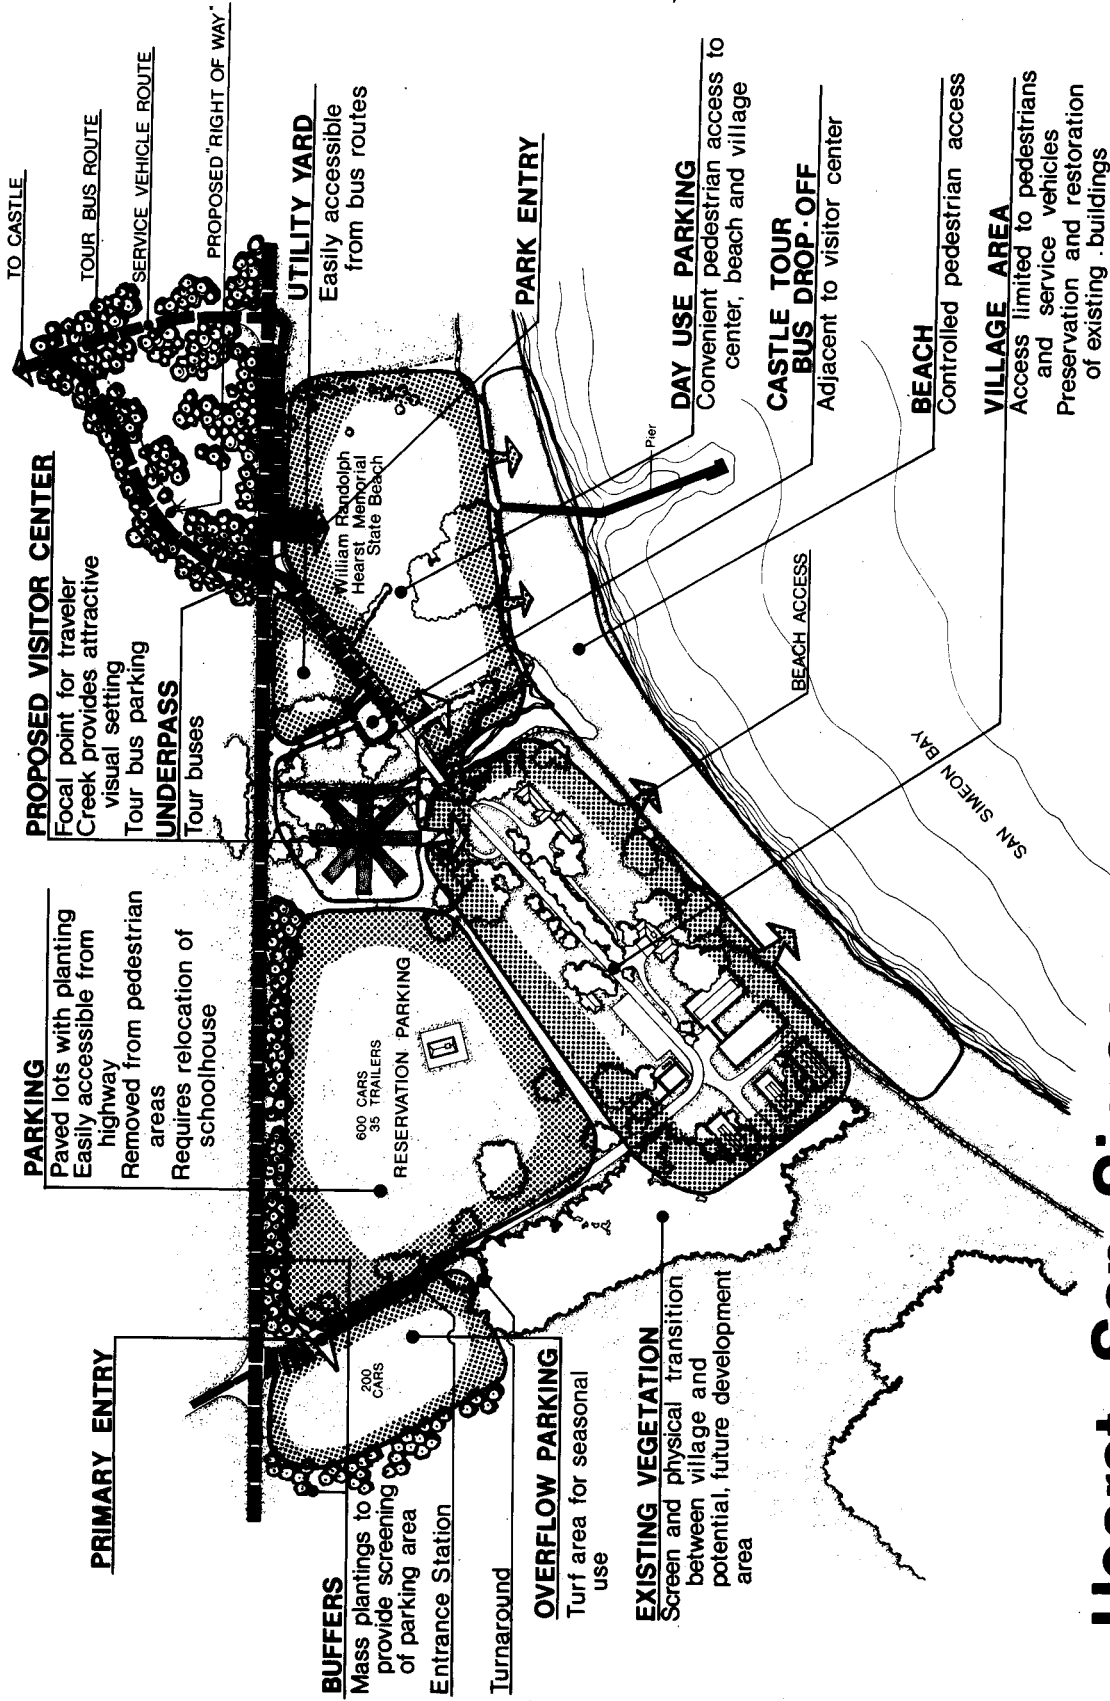 PRIMARY ENTRY
PARKING
Paved lots with planting
Easily accessible from
highway
Removed from pedestrian
areas
Requires relocation of
schoolhouse
PROPOSED VISITOR CENTER
Focal point for traveler
Creek provides attractive
visual setting
Tour bus parking
UNDERPASS
Tour buses
TO CASTLE
TOUR BUS ROUTE
SERVICE VEHICLE ROUTE
PROPOSED "RIGHT OF WAY"
UTILITY YARD
Easily accessible
from bus routes
PARK ENTRY
DAY USE PARKING
Convenient pedestrian access to
center, beach and village
CASTLE TOUR
BUS DROP-OFF
Adjacent to visitor center
BEACH
Controlled pedestrian access
VILLAGE AREA
Access limited to pedestrians
and service vehicles
Preservation and restoration
of existing buildings
BUFFERS
Mass plantings to
provide screening
of parking area
Entrance Station
Turnaround
OVERFLOW PARKING
Turf area for seasonal
use
EXISTING VEGETATION
Screen and physical transition
between village and
potential, future development
area
200
CARS
600 CARS
35 TRAILERS
RESERVATION PARKING
William Randolph
Hearst Memorial
State Beach
Pier
BEACH ACCESS
SAN SIMEON BAY